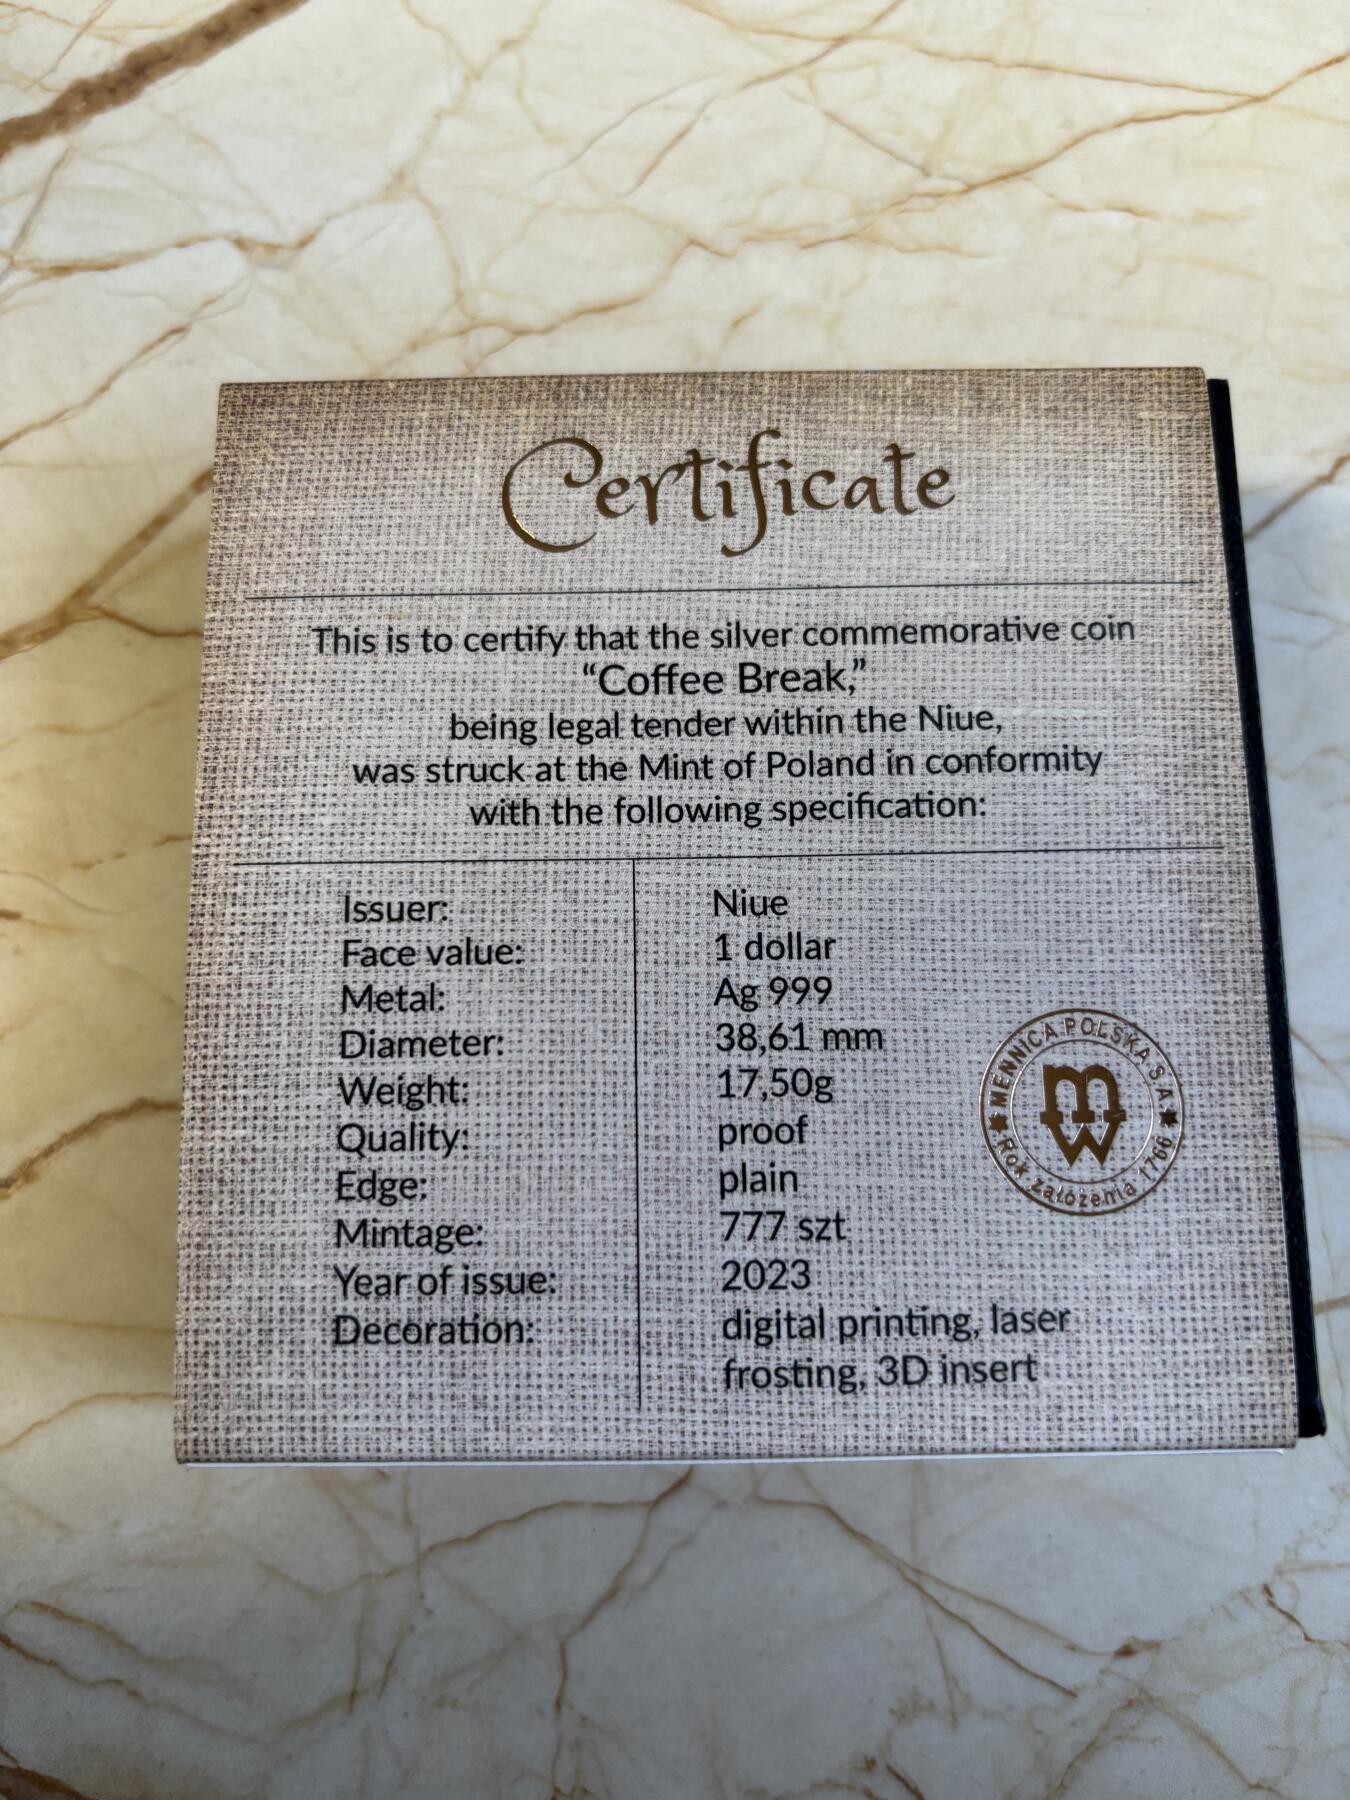 Certificate
This is to certify that the silver commemorative coin
“Coffee Break,”
being legal tender within the Niue,
was struck at the Mint of Poland in conformity
with the following specification:
Issuer: Niue
Face value: 1 dollar
Metal: Ag 999
Diameter: 38,61 mm
Weight: 17,50g
Quality: proof
Edge: plain
Mintage: 777 szt
Year of issue: 2023
Decoration: digital printing, laser
frosting, 3D insert
MENNICA POLSKA S.A.
mw
Rok założenia 1766